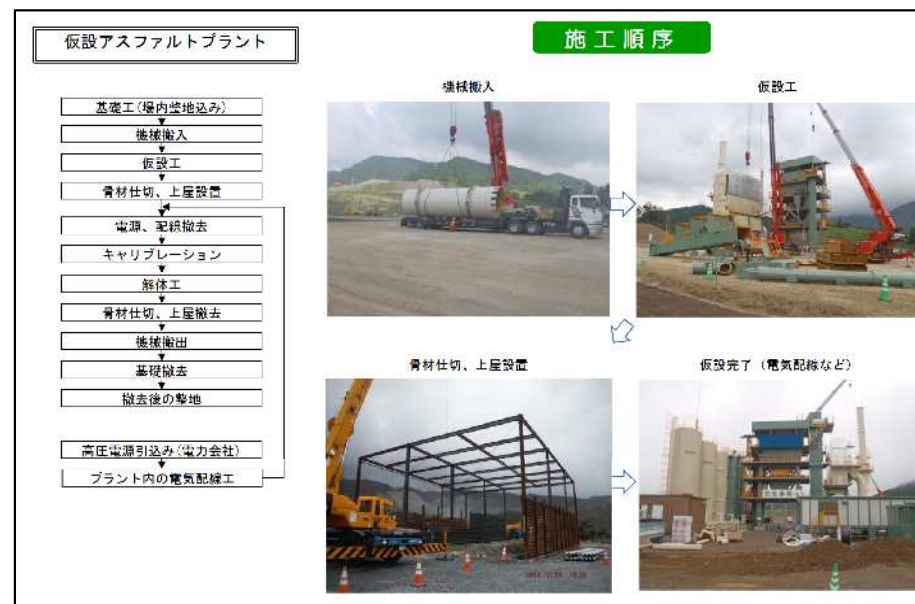 仮設アスファルトプラント
施工順序
基礎工(場内整地込み)
機械搬入
仮設工
骨材仕切、上屋設置
電源、配線撤去
キャリブレーション
解体工
骨材仕切、上屋撤去
機械搬出
基礎撤去
撤去後の整地
高圧電源引込み(電力会社)
プラント内の電気配線工
機械搬入
仮設工
骨材仕切、上屋設置
仮設完了(電気配線など)